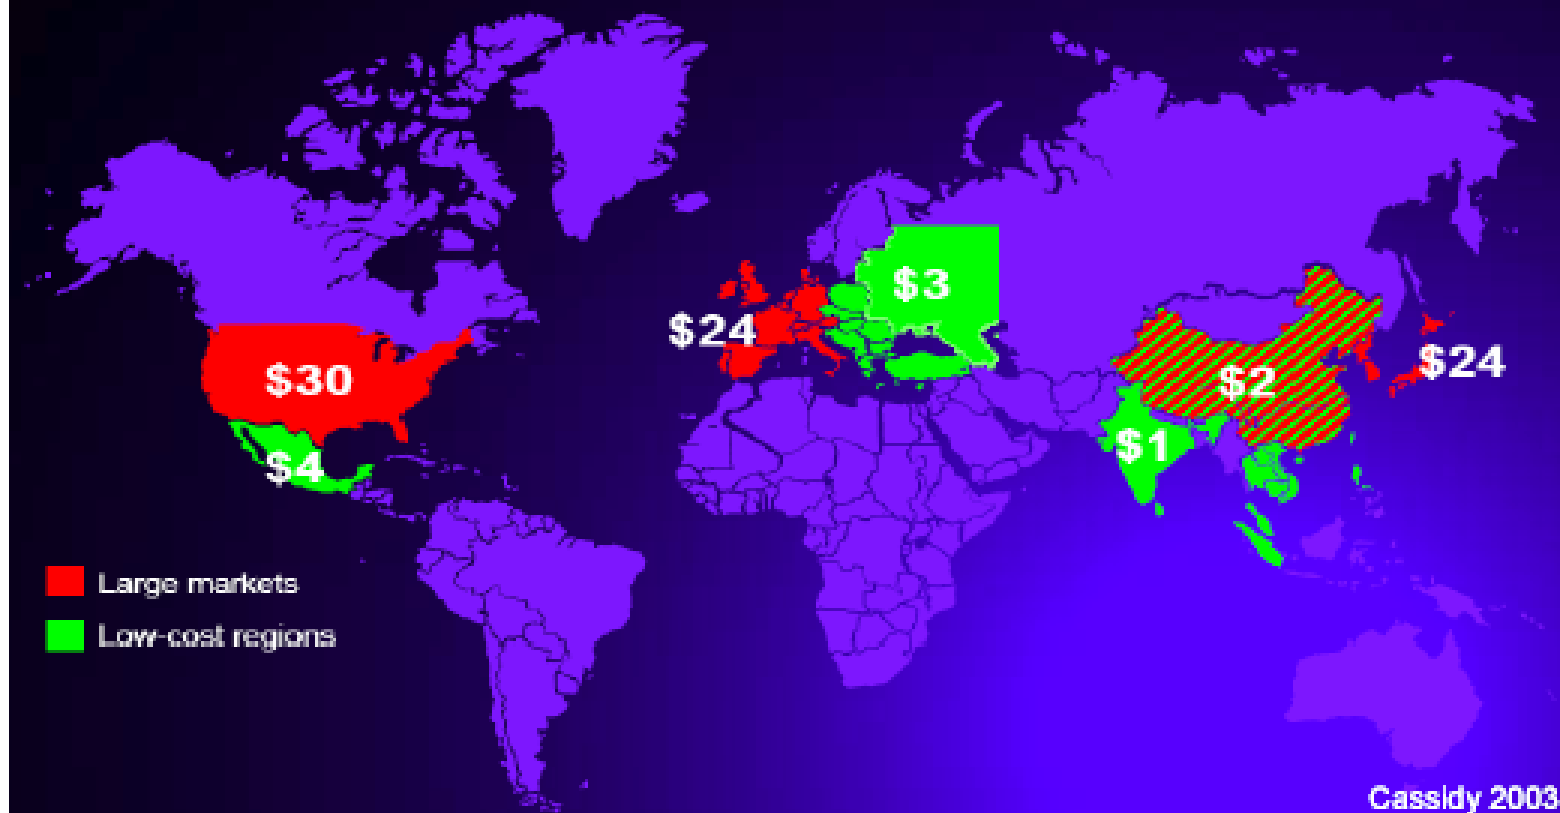 $3
$24
$24
$30
$2
$1
$4
Large markets
Low-cost regions
Cassidy 2003